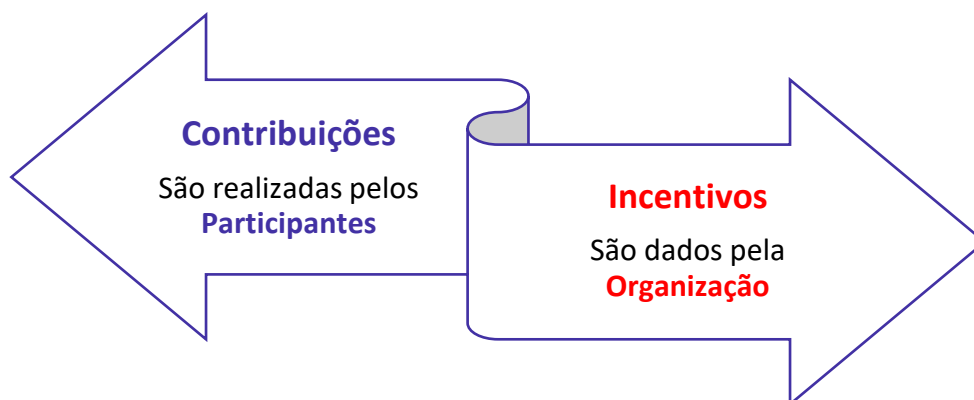 Contribuições
São realizadas pelos
Participantes
Incentivos
São dados pela
Organização